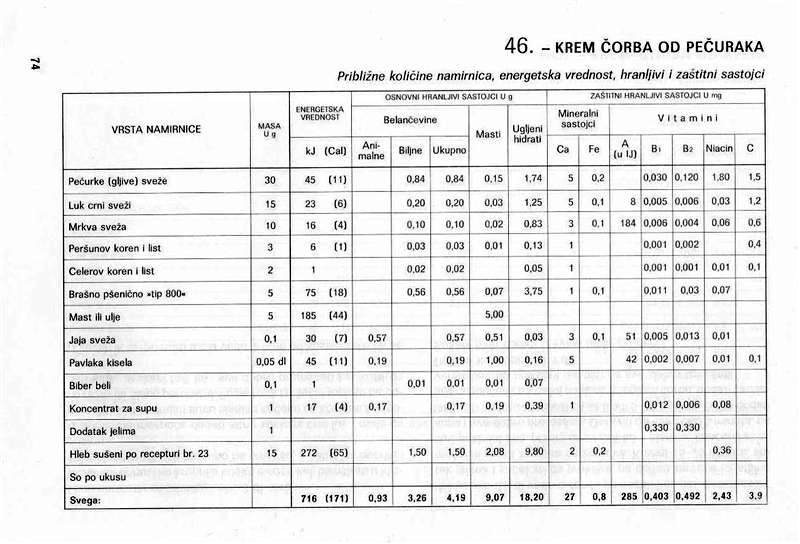 46. – KREM ČORBA OD PEČURAKA
74
Približne količine namirnica, energetska vrednost, hranljivi i zaštitni sastojci
VRSTA NAMIRNICE MASA U g ENERGETSKA VREDNOST OSNOVNI HRANLJIVI SASTOJCI U g ZAŠTITNI HRANLJIVI SASTOJCI U mg
Belančevine Masti Ugljeni hidrati Mineralni sastojci Vitamini
kJ (Cal) Ani-malne Biljne Ukupno Ca Fe A (u IJ) B1 B2 Niacin C
Pečurke (gljive) sveže 30 45 (11) 0,84 0,84 0,15 1,74 5 0,2 0,030 0,120 1,80 1,5
Luk crni sveži 15 23 (6) 0,20 0,20 0,03 1,25 5 0,1 8 0,005 0,006 0,03 1,2
Mrkva sveža 10 16 (4) 0,10 0,10 0,02 0,83 3 0,1 184 0,006 0,004 0,06 0,6
Peršunov koren i list 3 6 (1) 0,03 0,03 0,01 0,13 1 0,001 0,002 0,4
Celerov koren i list 2 1 0,02 0,02 0,05 1 0,001 0,001 0,01 0,1
Brašno pšenično »tip 800« 5 75 (18) 0,56 0,56 0,07 3,75 1 0,1 0,011 0,03 0,07
Mast ili ulje 5 185 (44) 5,00
Jaja sveža 0,1 30 (7) 0,57 0,57 0,51 0,03 3 0,1 51 0,005 0,013 0,01
Pavlaka kisela 0,05 dl 45 (11) 0,19 0,19 1,00 0,16 5 42 0,002 0,007 0,01 0,1
Biber beli 0,1 1 0,01 0,01 0,01 0,07
Koncentrat za supu 1 17 (4) 0,17 0,17 0,19 0,39 1 0,012 0,006 0,08
Dodatak jelima 1 0,330 0,330
Hleb sušeni po recepturi br. 23 15 272 (65) 1,50 1,50 2,08 9,80 2 0,2 0,36
So po ukusu
Svega: 716 (171) 0,93 3,26 4,19 9,07 18,20 27 0,8 285 0,403 0,492 2,43 3,9